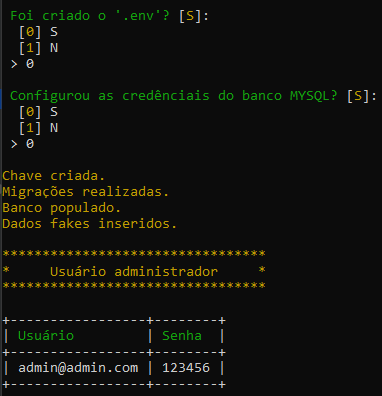 Foi criado o '.env'? [S]:
[0] S
[1] N
> 0
Configurou as credênciais do banco MYSQL? [S]:
[0] S
[1] N
> 0
Chave criada.
Migrações realizadas.
Banco populado.
Dados fakes inseridos.
*********************************
*     Usuário administrador     *
*********************************
+-----------------+--------+
| Usuário         | Senha  |
+-----------------+--------+
| admin@admin.com | 123456 |
+-----------------+--------+